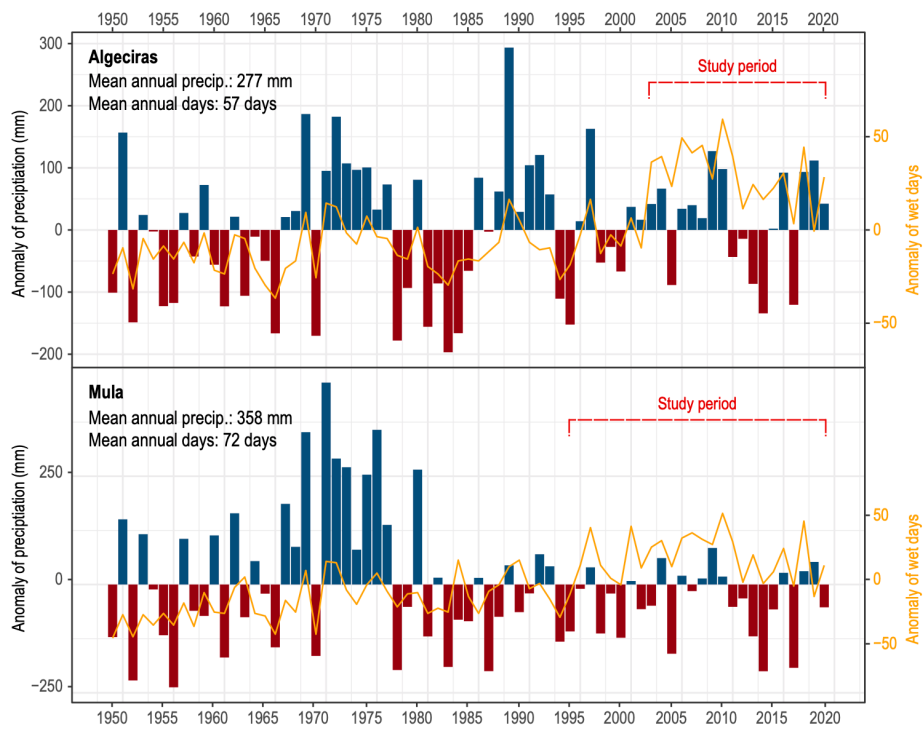 1950 1955 1960 1965 1970 1975 1980 1985 1990 1995 2000 2005 2010 2015 2020
Algeciras
Mean annual precip.: 277 mm
Mean annual days: 57 days
Study period
300
200
100
0
−100
−200
Anomaly of precipitiation (mm)
50
0
−50
Anomaly of wet days
Mula
Mean annual precip.: 358 mm
Mean annual days: 72 days
Study period
250
0
−250
Anomaly of precpitiation (mm)
50
0
−50
Anomaly of wet days
1950 1955 1960 1965 1970 1975 1980 1985 1990 1995 2000 2005 2010 2015 2020